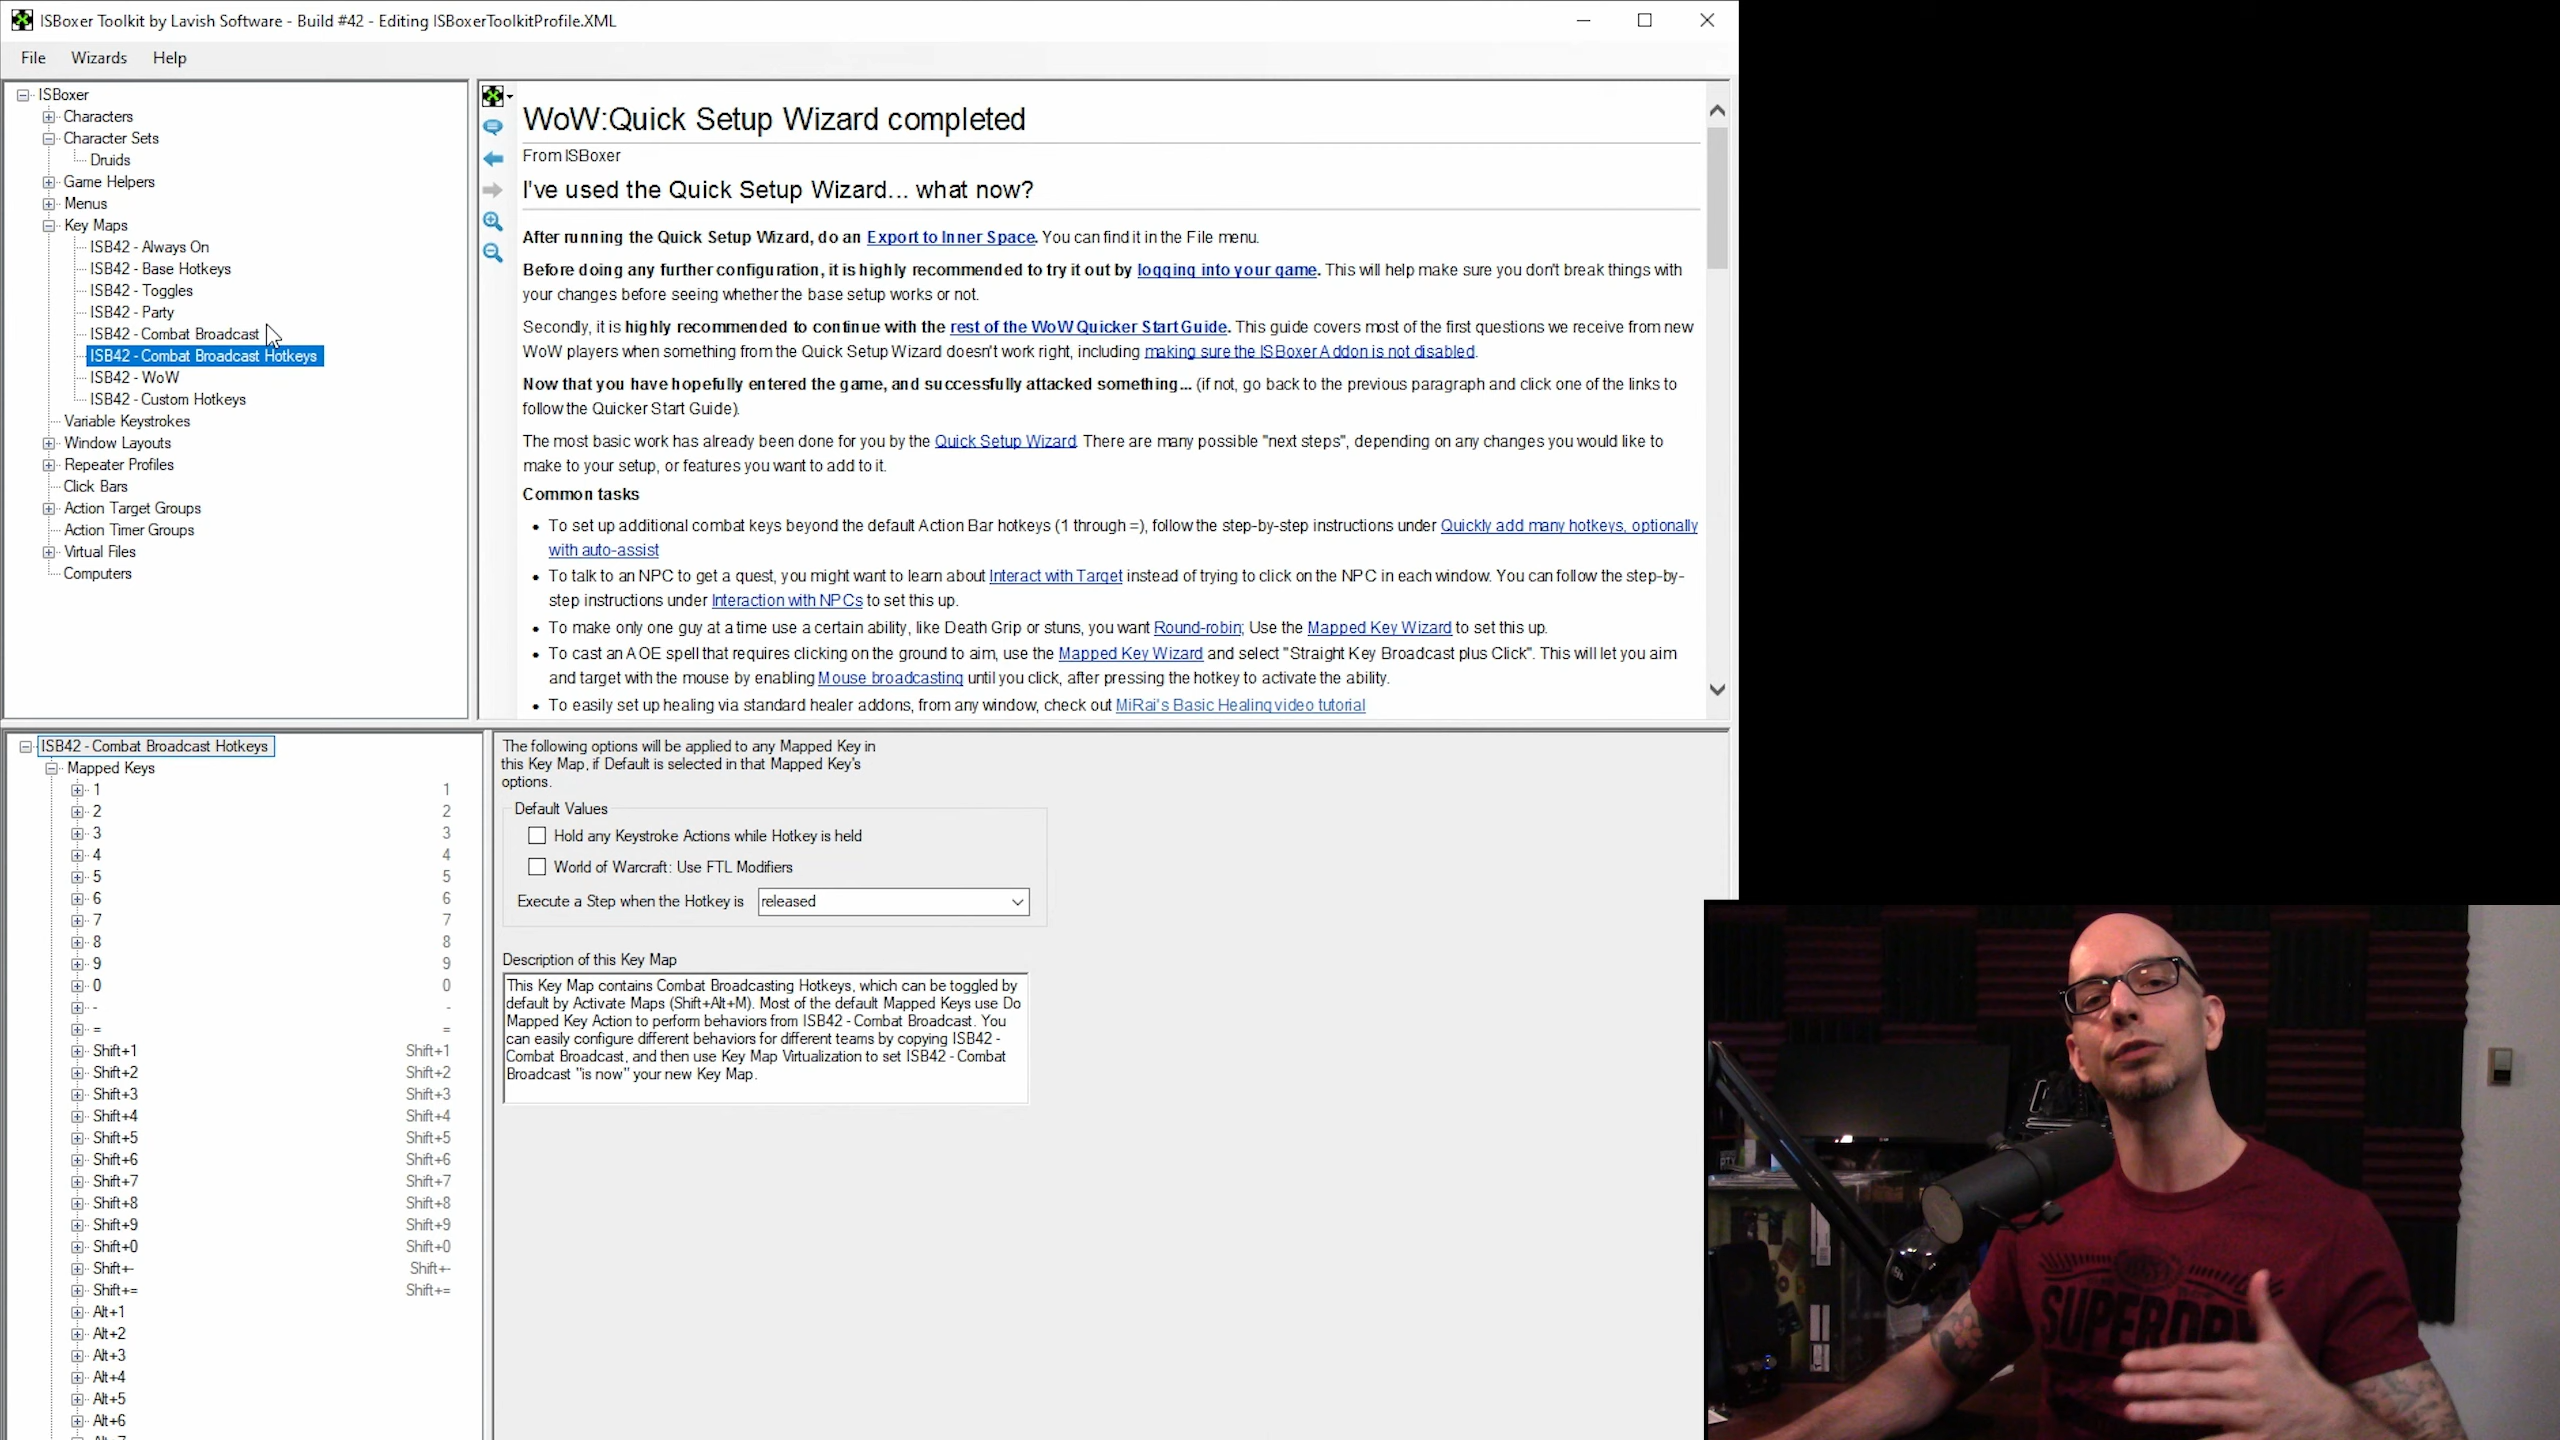 ISBoxer Toolkit by Lavish Software - Build #42 - Editing ISBoxerToolkitProfile.XML
File Wizards Help
ISBoxer
Characters
Character Sets
Druids
Game Helpers
Menus
Key Maps
ISB42 - Always On
ISB42 - Base Hotkeys
ISB42 - Toggles
ISB42 - Party
ISB42 - Combat Broadcast
ISB42 - Combat Broadcast Hotkeys
ISB42 - WoW
ISB42 - Custom Hotkeys
Variable Keystrokes
Window Layouts
Repeater Profiles
Click Bars
Action Target Groups
Action Timer Groups
Virtual Files
Computers
WoW:Quick Setup Wizard completed
From ISBoxer
I've used the Quick Setup Wizard... what now?
After running the Quick Setup Wizard, do an Export to Inner Space. You can find it in the File menu.
Before doing any further configuration, it is highly recommended to try it out by logging into your game. This will help make sure you don't break things with
your changes before seeing whether the base setup works or not.
Secondly, it is highly recommended to continue with the rest of the WoW Quicker Start Guide. This guide covers most of the first questions we receive from new
WoW players when something from the Quick Setup Wizard doesn't work right, including making sure the ISBoxer Addon is not disabled.
Now that you have hopefully entered the game, and successfully attacked something... (if not, go back to the previous paragraph and click one of the links to
follow the Quicker Start Guide).
The most basic work has already been done for you by the Quick Setup Wizard. There are many possible "next steps", depending on any changes you would like to
make to your setup, or features you want to add to it.
Common tasks
To set up additional combat keys beyond the default Action Bar hotkeys (1 through =), follow the step-by-step instructions under Quickly add many hotkeys, optionally
with auto-assist
To talk to an NPC to get a quest, you might want to learn about Interact with Target instead of trying to click on the NPC in each window. You can follow the step-by-
step instructions under Interaction with NPCs to set this up.
To make only one guy at a time use a certain ability, like Death Grip or stuns, you want Round-robin; Use the Mapped Key Wizard to set this up.
To cast an AOE spell that requires clicking on the ground to aim, use the Mapped Key Wizard and select "Straight Key Broadcast plus Click". This will let you aim
and target with the mouse by enabling Mouse broadcasting until you click, after pressing the hotkey to activate the ability.
To easily set up healing via standard healer addons, from any window, check out MiRai's Basic Healing video tutorial
ISB42 - Combat Broadcast Hotkeys
Mapped Keys
1 1
2 2
3 3
4 4
5 5
6 6
7 7
8 8
9 9
0 0
- -
= =
Shift+1 Shift+1
Shift+2 Shift+2
Shift+3 Shift+3
Shift+4 Shift+4
Shift+5 Shift+5
Shift+6 Shift+6
Shift+7 Shift+7
Shift+8 Shift+8
Shift+9 Shift+9
Shift+0 Shift+0
Shift+- Shift+-
Shift+= Shift+=
Alt+1
Alt+2
Alt+3
Alt+4
Alt+5
Alt+6
The following options will be applied to any Mapped Key in
this Key Map, if Default is selected in that Mapped Key's
options.
Default Values
Hold any Keystroke Actions while Hotkey is held
World of Warcraft: Use FTL Modifiers
Execute a Step when the Hotkey is released
Description of this Key Map
This Key Map contains Combat Broadcasting Hotkeys, which can be toggled by
default by Activate Maps (Shift+Alt+M). Most of the default Mapped Keys use Do
Mapped Key Action to perform behaviors from ISB42 - Combat Broadcast. You
can easily configure different behaviors for different teams by copying ISB42 -
Combat Broadcast, and then use Key Map Virtualization to set ISB42 - Combat
Broadcast "is now" your new Key Map.